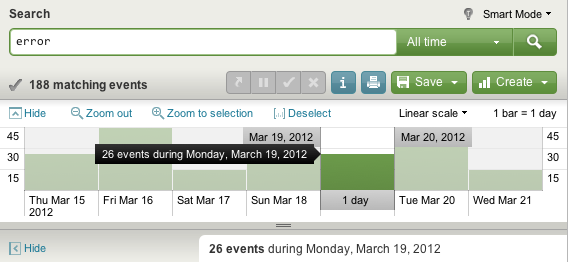 Search
Smart Mode
error
All time
188 matching events
i
Save
Create
Hide
Zoom out
Zoom to selection
[..] Deselect
Linear scale
1 bar = 1 day
45
Mar 19, 2012
Mar 20, 2012
45
30
26 events during Monday, March 19, 2012
30
15
15
Thu Mar 15
2012
Fri Mar 16
Sat Mar 17
Sun Mar 18
1 day
Tue Mar 20
Wed Mar 21
Hide
26 events during Monday, March 19, 2012